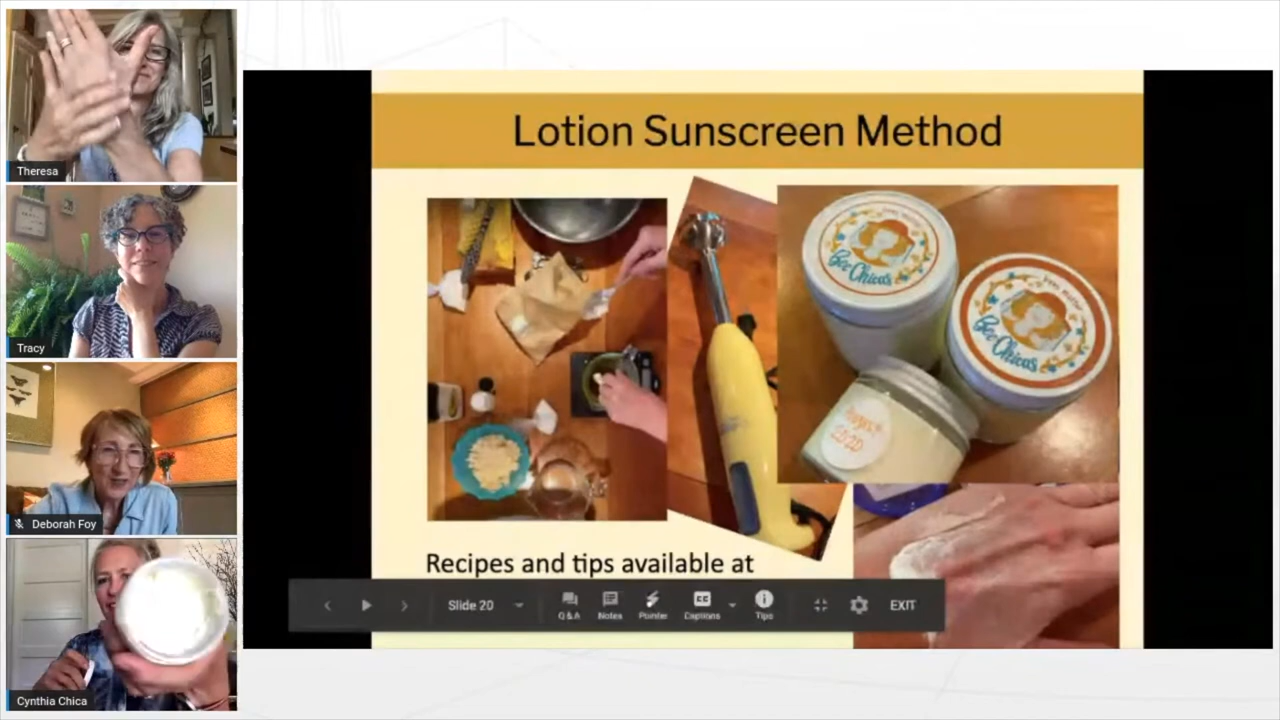 Theresa
Tracy
Deborah Foy
Cynthia Chica
Lotion Sunscreen Method
Bee Chicas
Bee Chicas
2020
Recipes and tips available at
Slide 20
Q & A
Notes
Pointer
Captions
Tips
EXIT